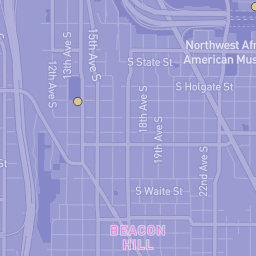 Northwest Afri
American Mus
S State St
S Holgate St
12th Ave S
13th Ave S
15th Ave S
18th Ave S
19th Ave S
22nd Ave S
S Waite St
BEACON
HILL